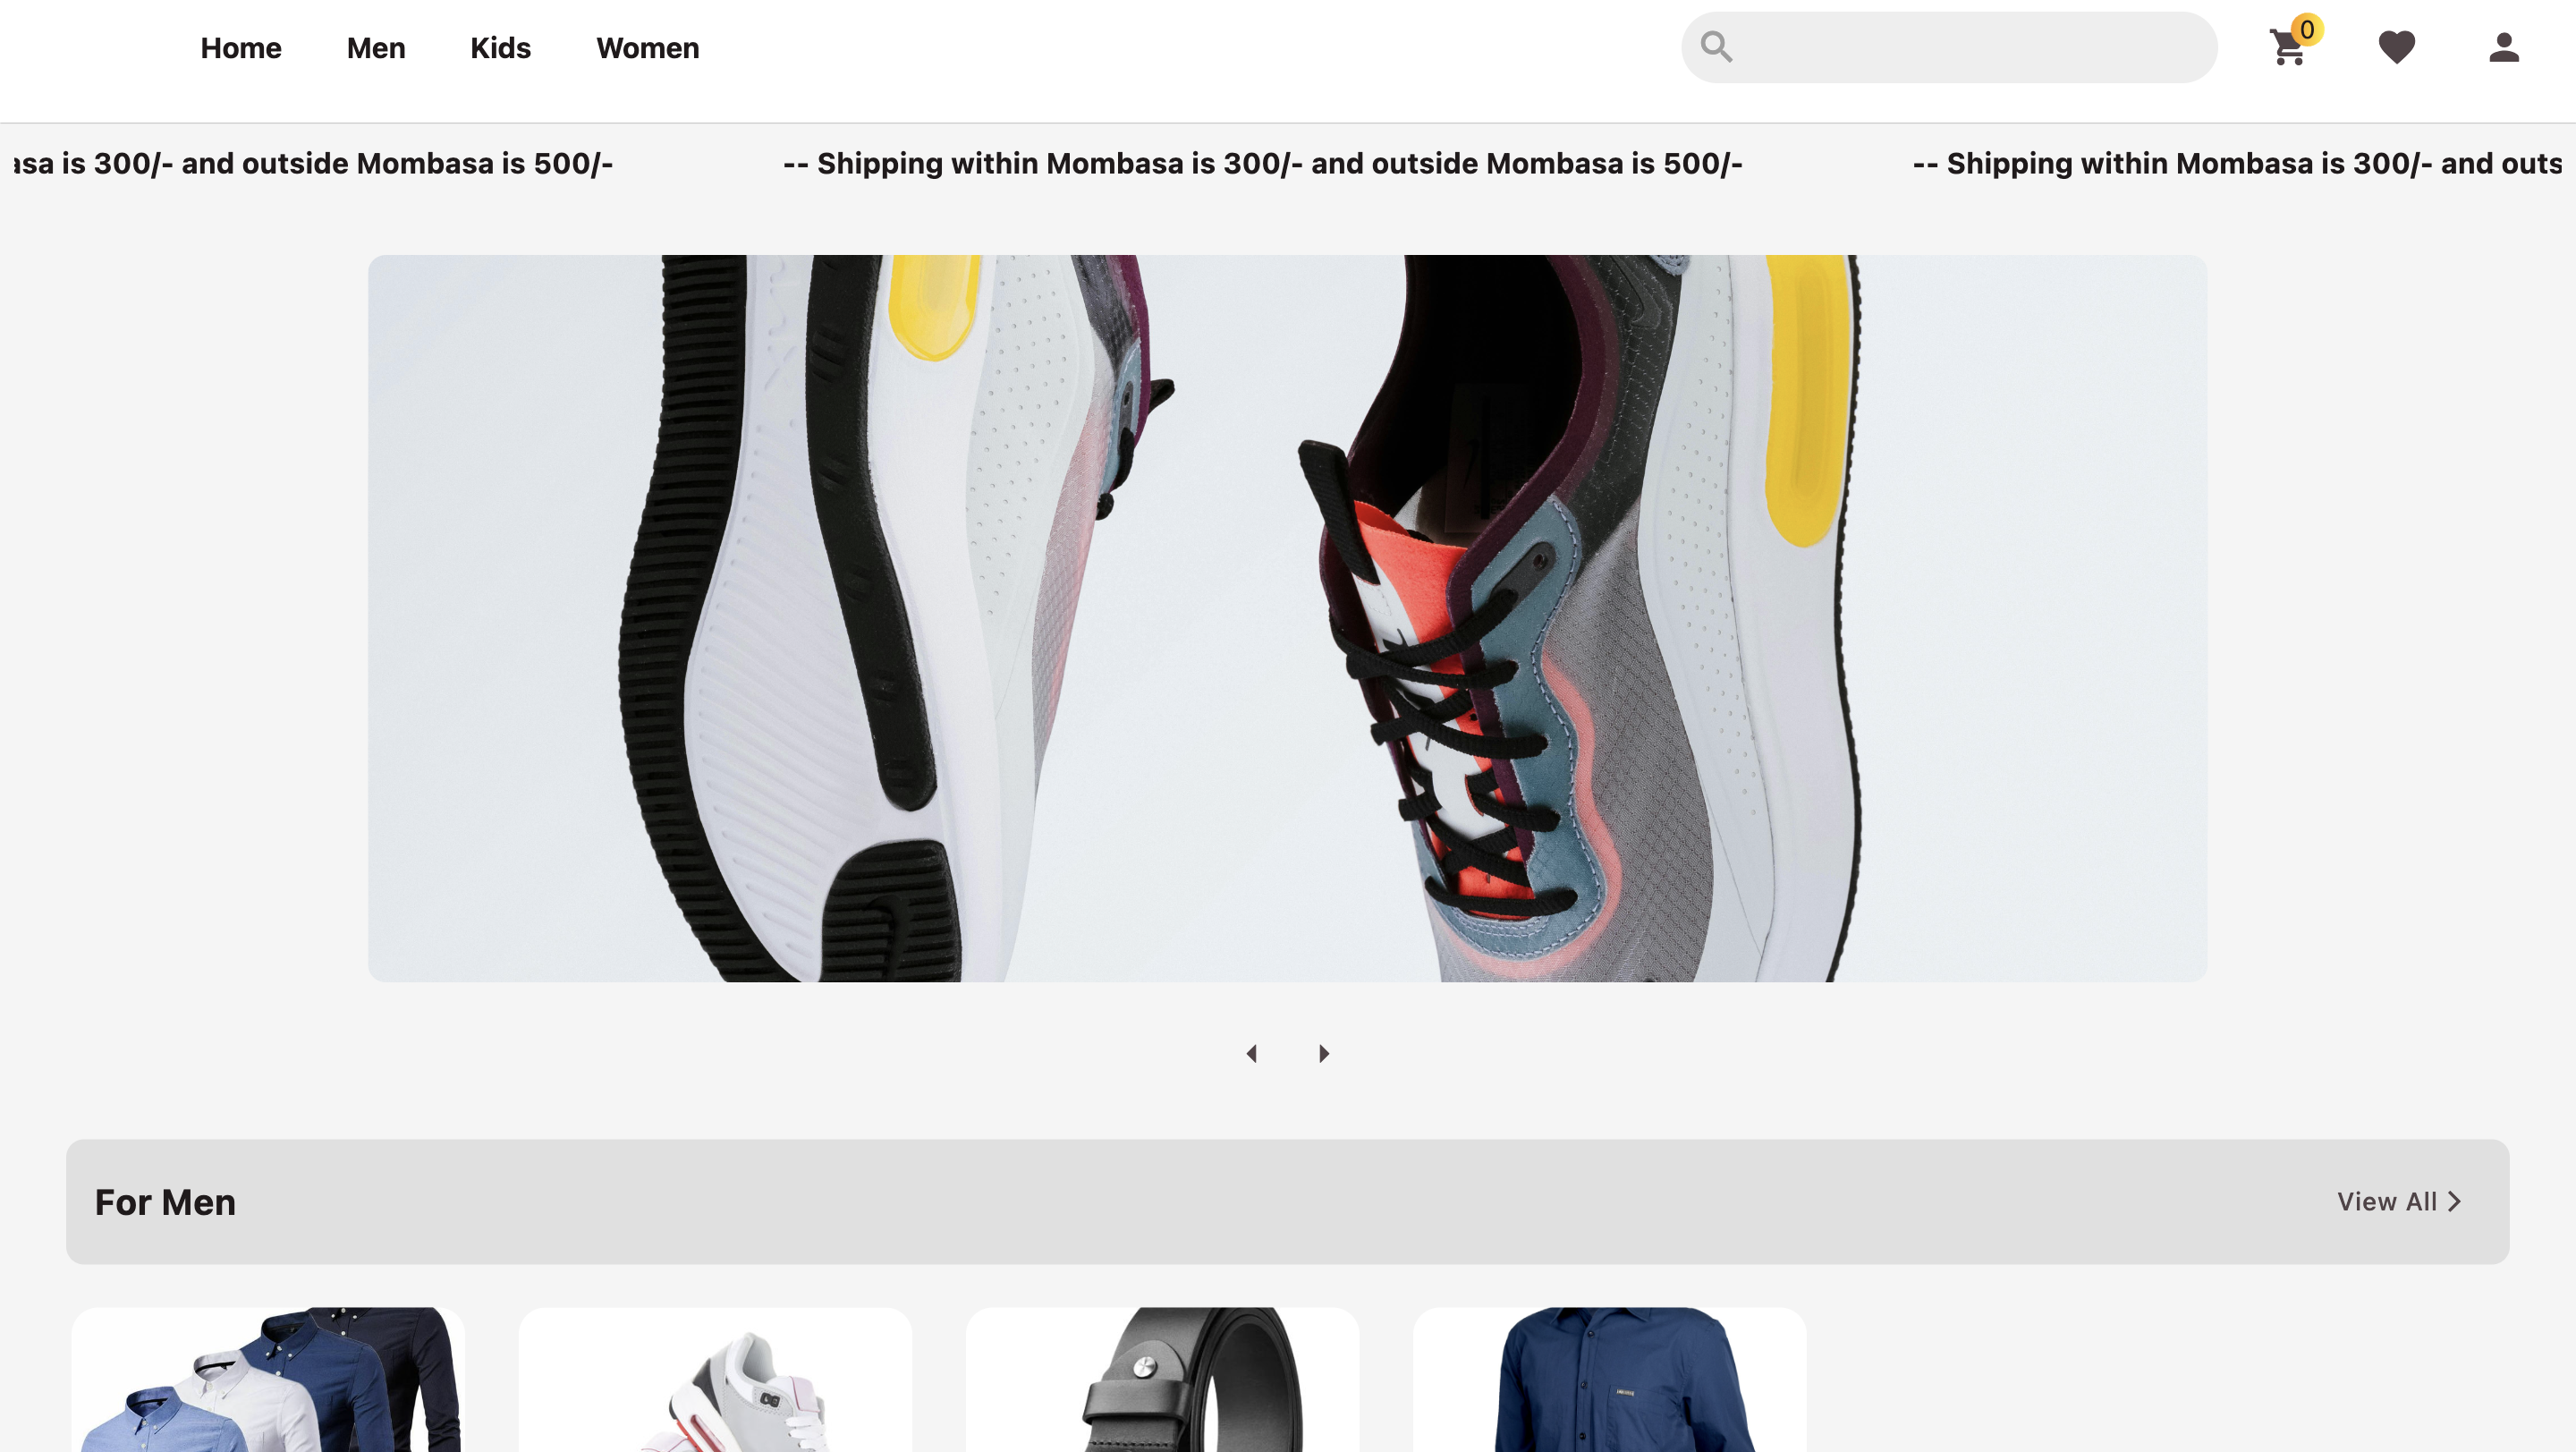 Home Men Kids Women 0
asa is 300/- and outside Mombasa is 500/- -- Shipping within Mombasa is 300/- and outside Mombasa is 500/- -- Shipping within Mombasa is 300/- and outs
For Men View All